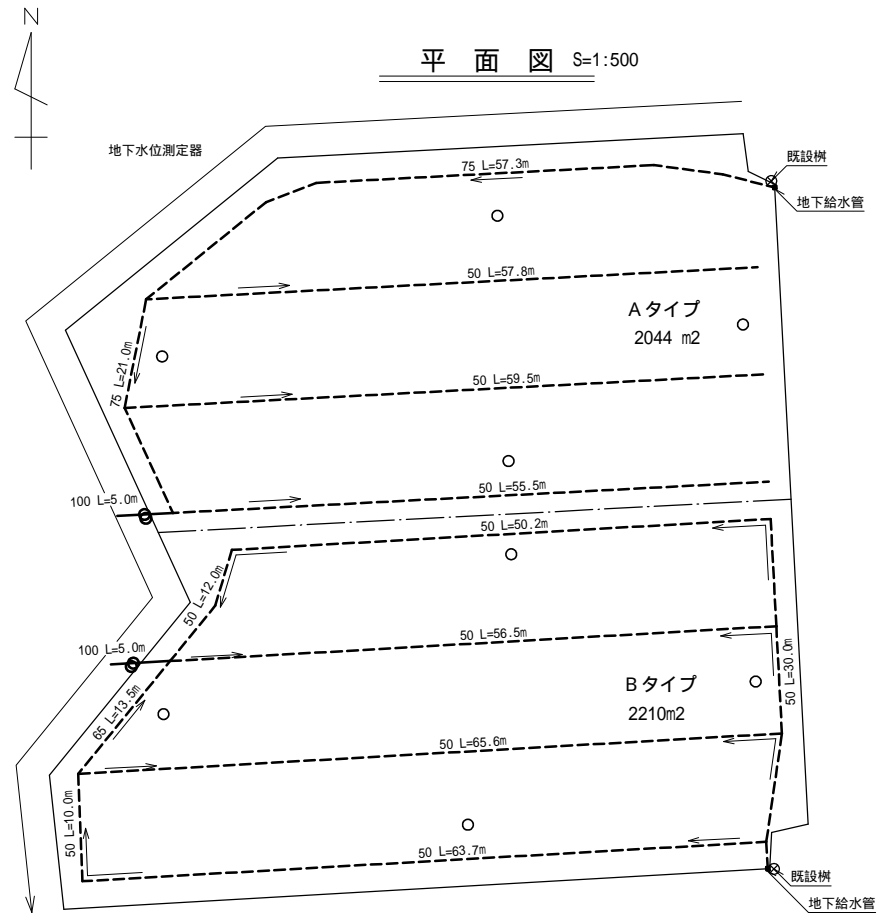 N
平 面 図 S=1:500
地下水位測定器
既設桝
地下給水管
75 L=57.3m
50 L=57.8m
Aタイプ
2044 m2
75 L=21.0m
50 L=59.5m
50 L=55.5m
100 L=5.0m
50 L=50.2m
50 L=12.0m
50 L=56.5m
100 L=5.0m
Bタイプ
2210m2
50 L=30.0m
65 L=13.5m
50 L=65.6m
50 L=10.0m
50 L=63.7m
既設桝
地下給水管